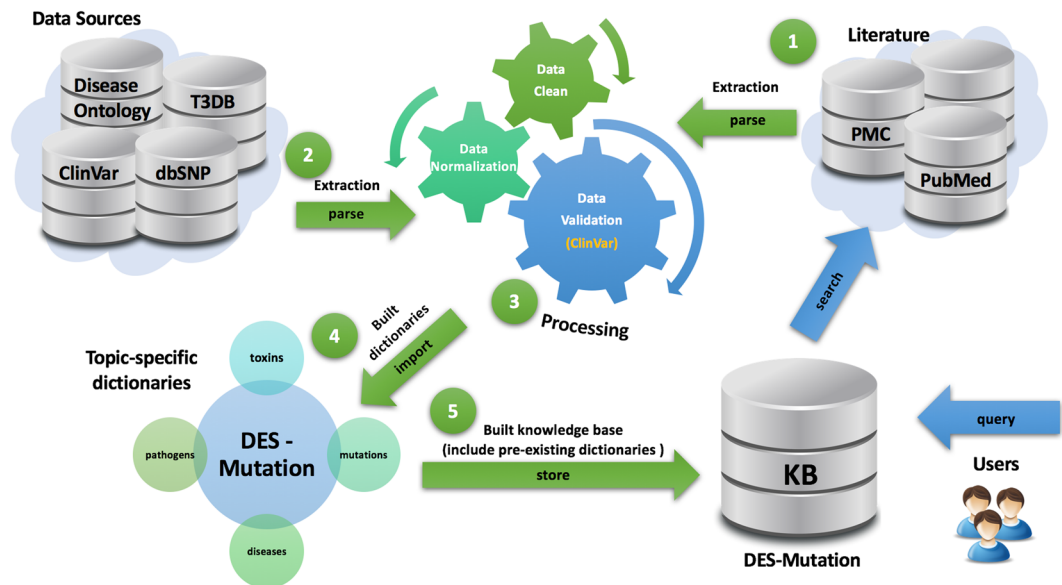 Data Sources
Disease
Ontology
T3DB
ClinVar
dbSNP
2
Extraction
parse
Data
Clean
Data
Normalization
Data
Validation
(ClinVar)
3
Processing
1
Literature
Extraction
parse
PMC
PubMed
search
4
Built
dictionaries
import
Topic-specific
dictionaries
toxins
pathogens
DES -
Mutation
mutations
diseases
5
Built knowledge base
(include pre-existing dictionaries )
store
KB
DES-Mutation
query
Users